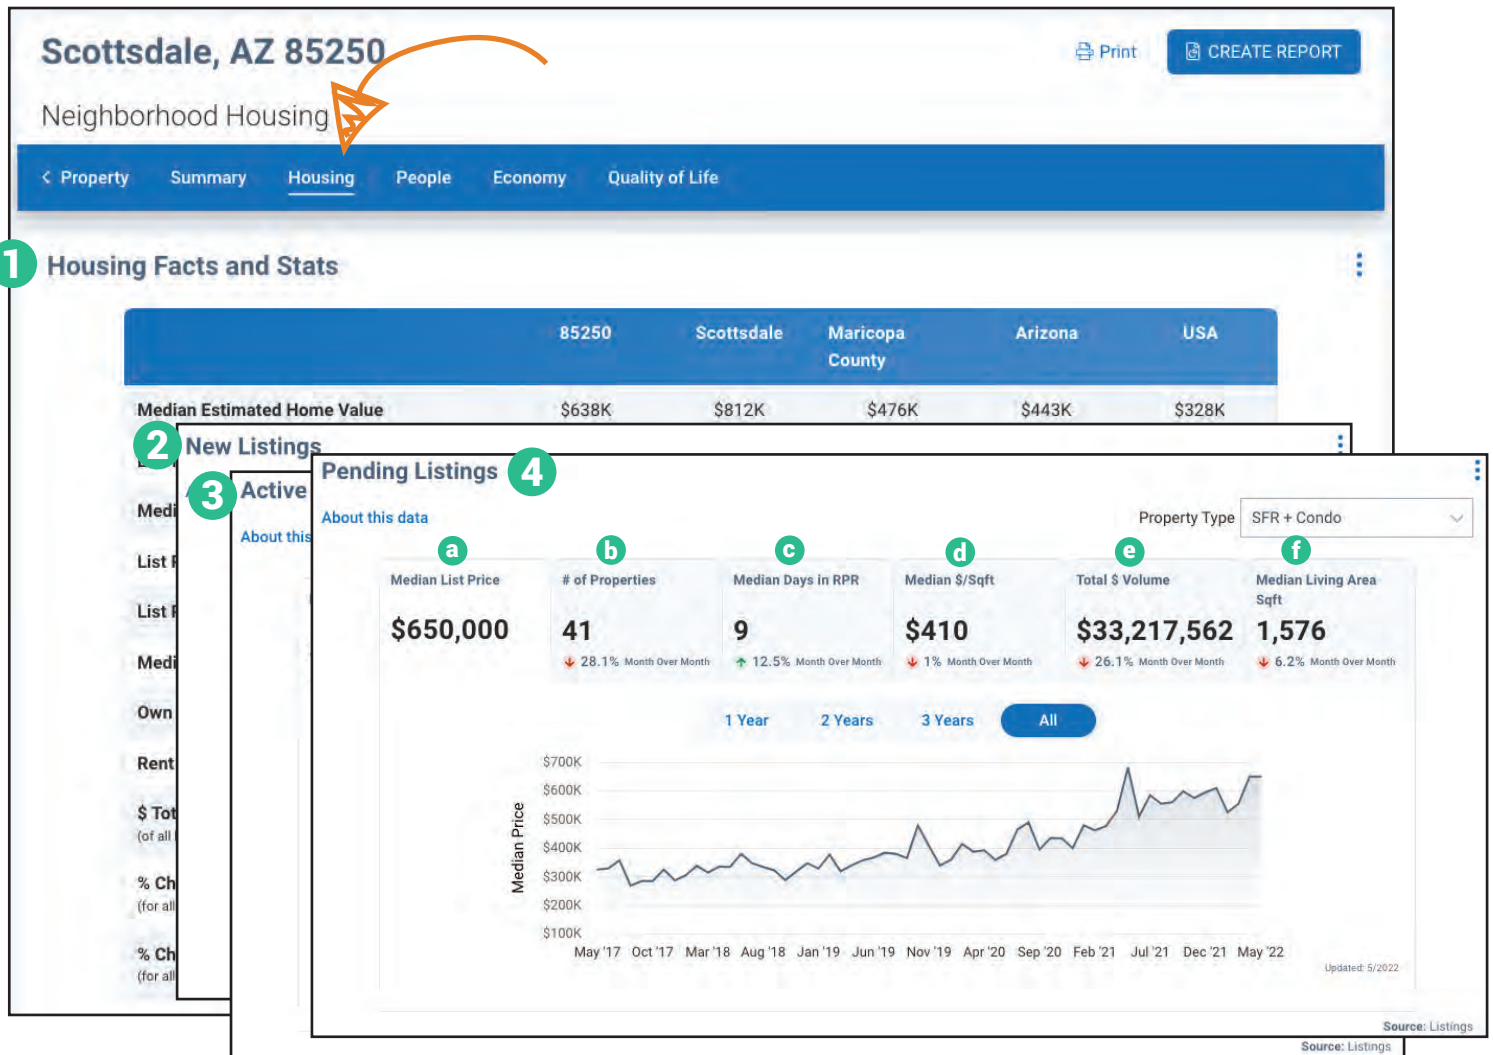 Scottsdale, AZ 85250
Print
CREATE REPORT
Neighborhood Housing
< Property Summary Housing People Economy Quality of Life
1 Housing Facts and Stats
85250 Scottsdale Maricopa County Arizona USA
Median Estimated Home Value $638K $812K $476K $443K $328K
2 New Listings
3 Active
Pending Listings 4
Medi
About this
About this data
Property Type SFR + Condo
List
List
Medi
Own
Rent
$ Tot
(of all
% Ch
(for all
% Ch
(for all
a b c d e f
Median List Price # of Properties Median Days in RPR Median $/Sqft Total $ Volume Median Living Area
Sqft
$650,000 41 9 $410 $33,217,562 1,576
28.1% Month Over Month 12.5% Month Over Month 1% Month Over Month 26.1% Month Over Month 6.2% Month Over Month
1 Year 2 Years 3 Years All
Median Price
$700K
$600K
$500K
$400K
$300K
$200K
$100K
May '17 Oct '17 Mar '18 Aug '18 Jan '19 Jun '19 Nov '19 Apr '20 Sep '20 Feb '21 Jul '21 Dec '21 May '22
Updated: 5/2022
Source: Listings
Source: Listings